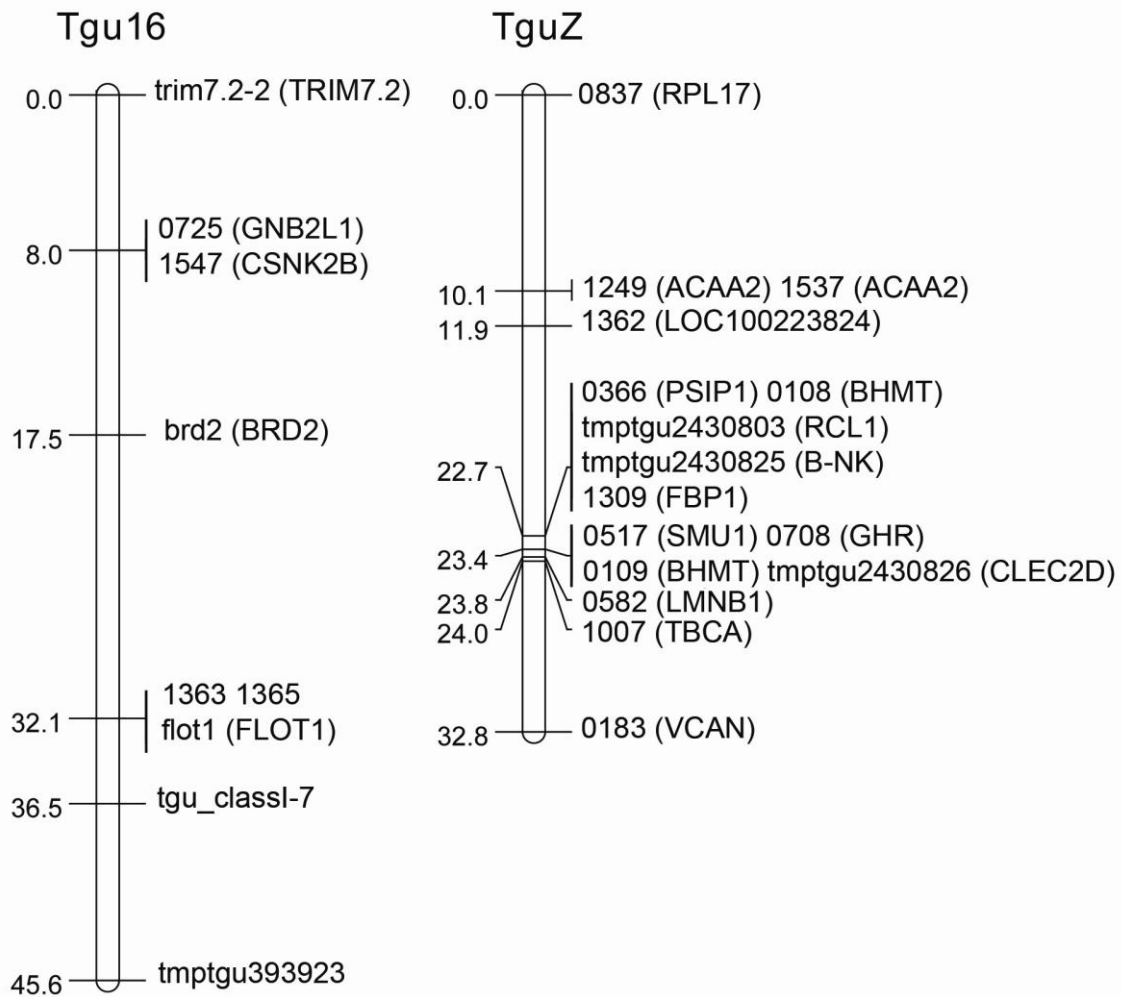 Tgu16
0.0 trim7.2-2 (TRIM7.2)
0725 (GNB2L1)
8.0
1547 (CSNK2B)
17.5 brd2 (BRD2)
1363 1365
32.1
flot1 (FLOT1)
36.5 tgu_classI-7
45.6 tmptgu393923
TguZ
0.0 0837 (RPL17)
10.1 1249 (ACAA2) 1537 (ACAA2)
11.9 1362 (LOC100223824)
0366 (PSIP1) 0108 (BHMT)
tmptgu2430803 (RCL1)
22.7 tmptgu2430825 (B-NK)
1309 (FBP1)
0517 (SMU1) 0708 (GHR)
23.4
0109 (BHMT) tmptgu2430826 (CLEC2D)
23.8 0582 (LMNB1)
24.0 1007 (TBCA)
32.8 0183 (VCAN)